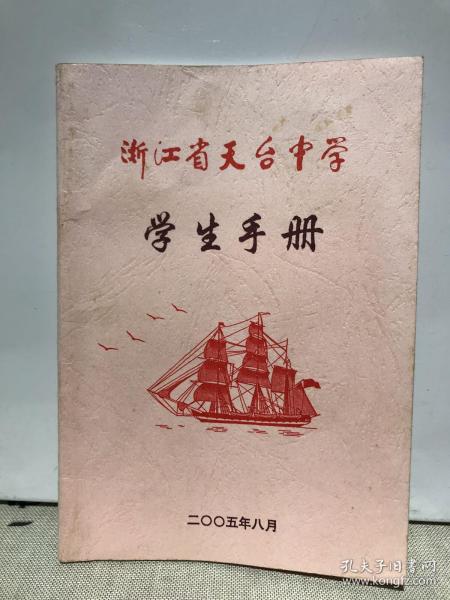 浙江省天台中学
学生手册
二〇〇五年八月
孔夫子旧书网
www.kongfz.com